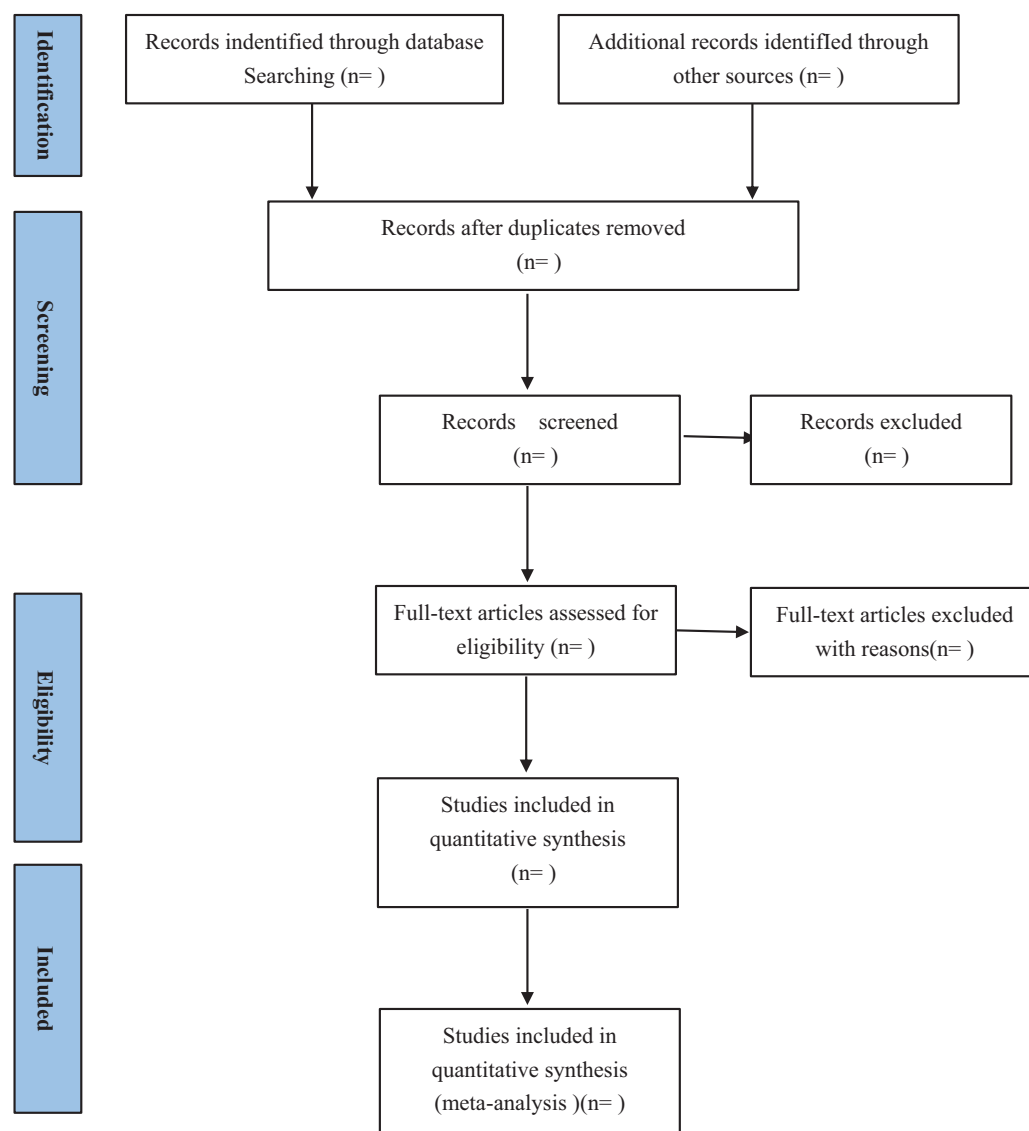 Identification
Records indentified through database
Searching (n= )
Additional records identified through
other sources (n= )
Screening
Records after duplicates removed
(n= )
Records screened
(n= )
Records excluded
(n= )
Eligibility
Full-text articles assessed for
eligibility (n= )
Full-text articles excluded
with reasons(n= )
Studies included in
quantitative synthesis
(n= )
Included
Studies included in
quantitative synthesis
(meta-analysis )(n= )